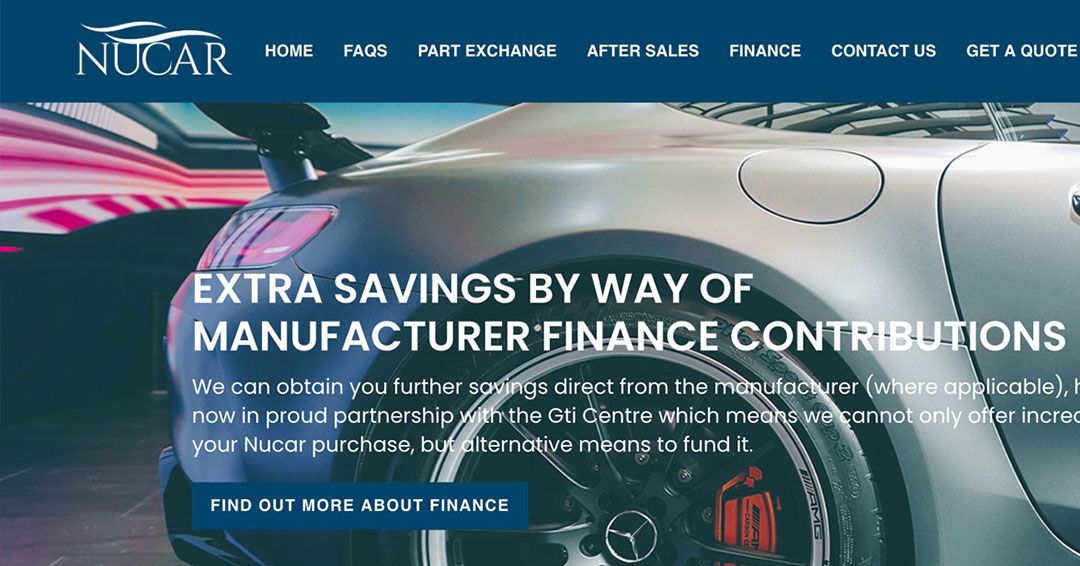 NUCAR
HOME FAQS PART EXCHANGE AFTER SALES FINANCE CONTACT US GET A QUOTE
EXTRA SAVINGS BY WAY OF
MANUFACTURER FINANCE CONTRIBUTIONS
We can obtain you further savings direct from the manufacturer (where applicable),
now in proud partnership with the Gti Centre which means we cannot only offer
your Nucar purchase, but alternative means to fund it.
FIND OUT MORE ABOUT FINANCE
AMG
AMG